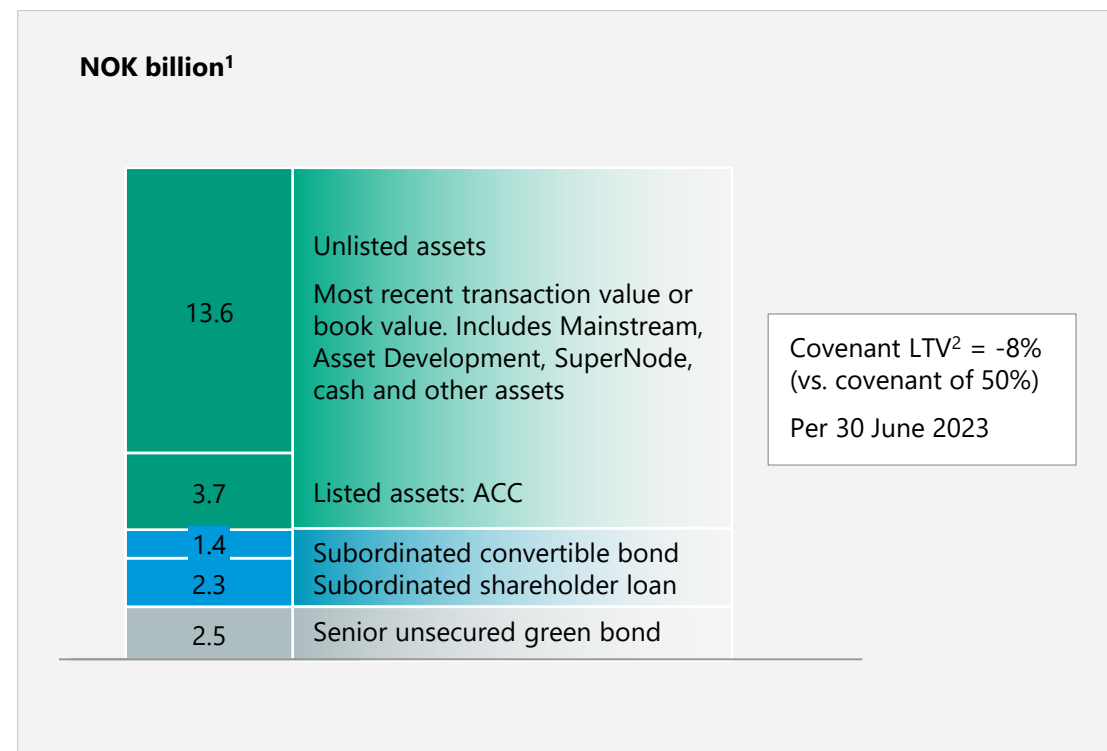 NOK billion¹
13.6
Unlisted assets
Most recent transaction value or
book value. Includes Mainstream,
Asset Development, SuperNode,
cash and other assets
3.7
Listed assets: ACC
1.4
Subordinated convertible bond
2.3
Subordinated shareholder loan
2.5
Senior unsecured green bond
Covenant LTV² = -8%
(vs. covenant of 50%)
Per 30 June 2023